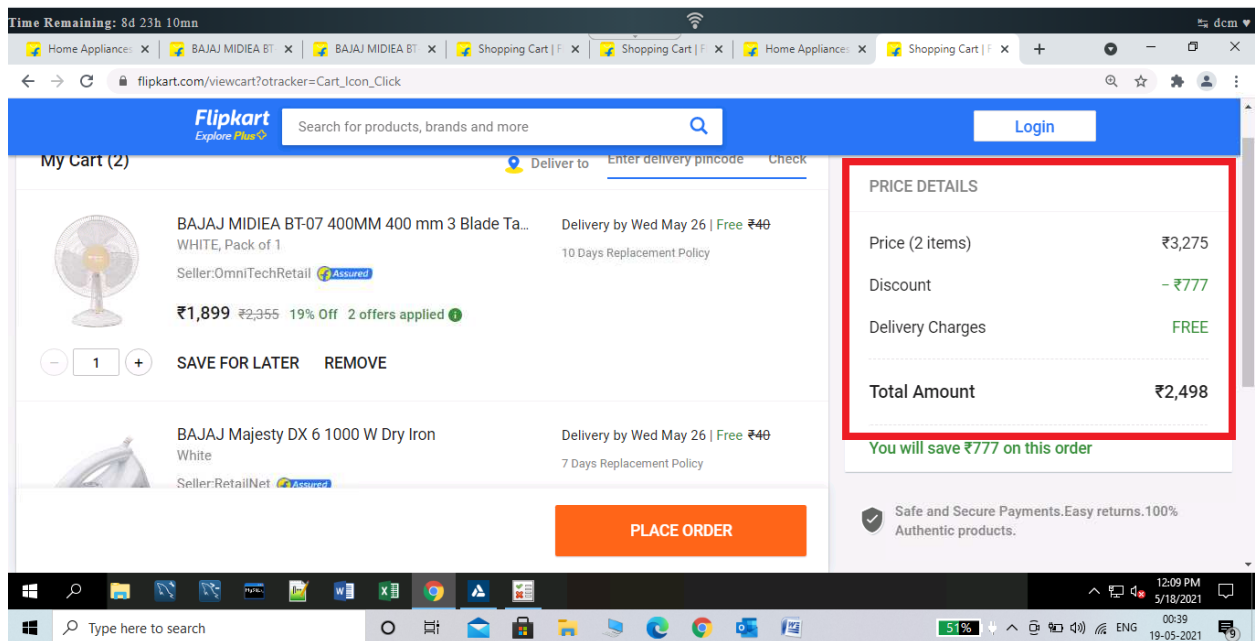 Time Remaining: 8d 23h 10mn
dcm
Home Appliances
BAJAJ MIDIEA BT
BAJAJ MIDIEA BT
Shopping Cart | F
Shopping Cart | F
Home Appliances
Shopping Cart | F
flipkart.com/viewcart?otracker=Cart_Icon_Click
Flipkart
Explore Plus
Search for products, brands and more
Login
My Cart (2)
Deliver to
Enter delivery pincode
Check
BAJAJ MIDIEA BT-07 400MM 400 mm 3 Blade Ta...
WHITE, Pack of 1
Seller:OmniTechRetail Assured
₹1,899 ₹2,355 19% Off 2 offers applied
1
SAVE FOR LATER REMOVE
Delivery by Wed May 26 | Free ₹40
10 Days Replacement Policy
BAJAJ Majesty DX 6 1000 W Dry Iron
White
Seller:RetailNet Assured
Delivery by Wed May 26 | Free ₹40
7 Days Replacement Policy
PLACE ORDER
PRICE DETAILS
Price (2 items) ₹3,275
Discount − ₹777
Delivery Charges FREE
Total Amount ₹2,498
You will save ₹777 on this order
Safe and Secure Payments.Easy returns.100%
Authentic products.
12:09 PM
5/18/2021
Type here to search
51%
ENG
00:39
19-05-2021